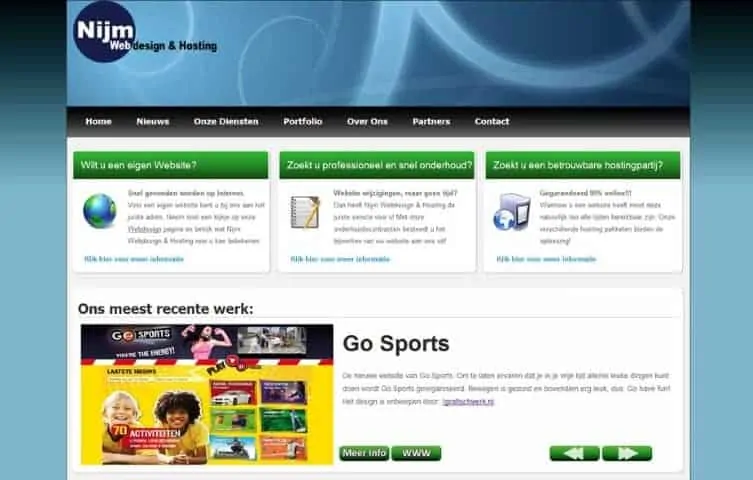 Nijm
Webdesign & Hosting
Home Nieuws Onze Diensten Portfolio Over Ons Partners Contact
Wilt u een eigen Website?
Snel gevonden worden op internet.
Voor een eigen website bent u bij ons aan het
juiste adres. Neem snel een kijkje op onze
Webdesign pagina en bekijk wat Nijm
Webdesign & Hosting voor u kan betekenen.
Klik hier voor meer informatie
Zoekt u professioneel en snel onderhoud?
Website wijzigingen, maar geen tijd?
Dan heeft Nijm Webdesign & Hosting de
juiste service voor u! Met onze
onderhoudscontracten besteedt u het
bijwerken van uw website aan ons uit!
Klik hier voor meer informatie
Zoekt u een betrouwbare hostingpartij?
Gegarandeerd 99% online!!!
Wanneer u een website heeft moet deze
natuurlijk ten alle tijden bereikbaar zijn. Onze
verschillende hosting pakketten bieden de
oplossing!
Klik hier voor meer informatie
Ons meest recente werk:
GO SPORTS
YOU'RE THE ENERGY!
LAATSTE NIEUWS
PLAY
70
ACTIVITEITEN
Go Sports
De nieuwe website van Go Sports. Om te laten ervaren dat je in je vrije tijd allerlei leuke dingen kunt
doen wordt Go Sports georganiseerd. Bewegen is gezond en bovendien erg leuk, dus: Go have fun!
Het design is ontworpen door: Igrafischwerk.nl
Meer info WWW